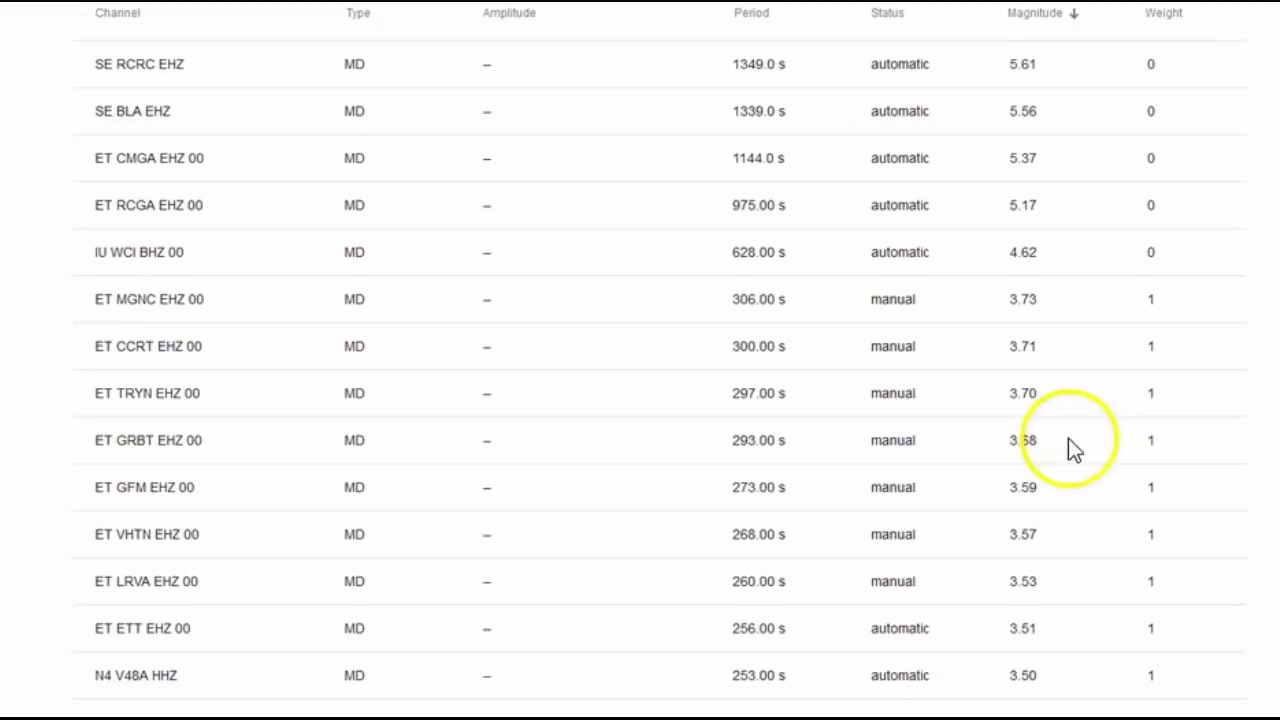 Channel Type Amplitude Period Status Magnitude ↓ Weight
SE RCRC EHZ MD – 1349.0 s automatic 5.61 0
SE BLA EHZ MD – 1339.0 s automatic 5.56 0
ET CMGA EHZ 00 MD – 1144.0 s automatic 5.37 0
ET RCGA EHZ 00 MD – 975.00 s automatic 5.17 0
IU WCI BHZ 00 MD – 628.00 s automatic 4.62 0
ET MGNC EHZ 00 MD – 306.00 s manual 3.73 1
ET CCRT EHZ 00 MD – 300.00 s manual 3.71 1
ET TRYN EHZ 00 MD – 297.00 s manual 3.70 1
ET GRBT EHZ 00 MD – 293.00 s manual 3.68 1
ET GFM EHZ 00 MD – 273.00 s manual 3.59 1
ET VHTN EHZ 00 MD – 268.00 s manual 3.57 1
ET LRVA EHZ 00 MD – 260.00 s manual 3.53 1
ET ETT EHZ 00 MD – 256.00 s automatic 3.51 1
N4 V48A HHZ MD – 253.00 s automatic 3.50 1